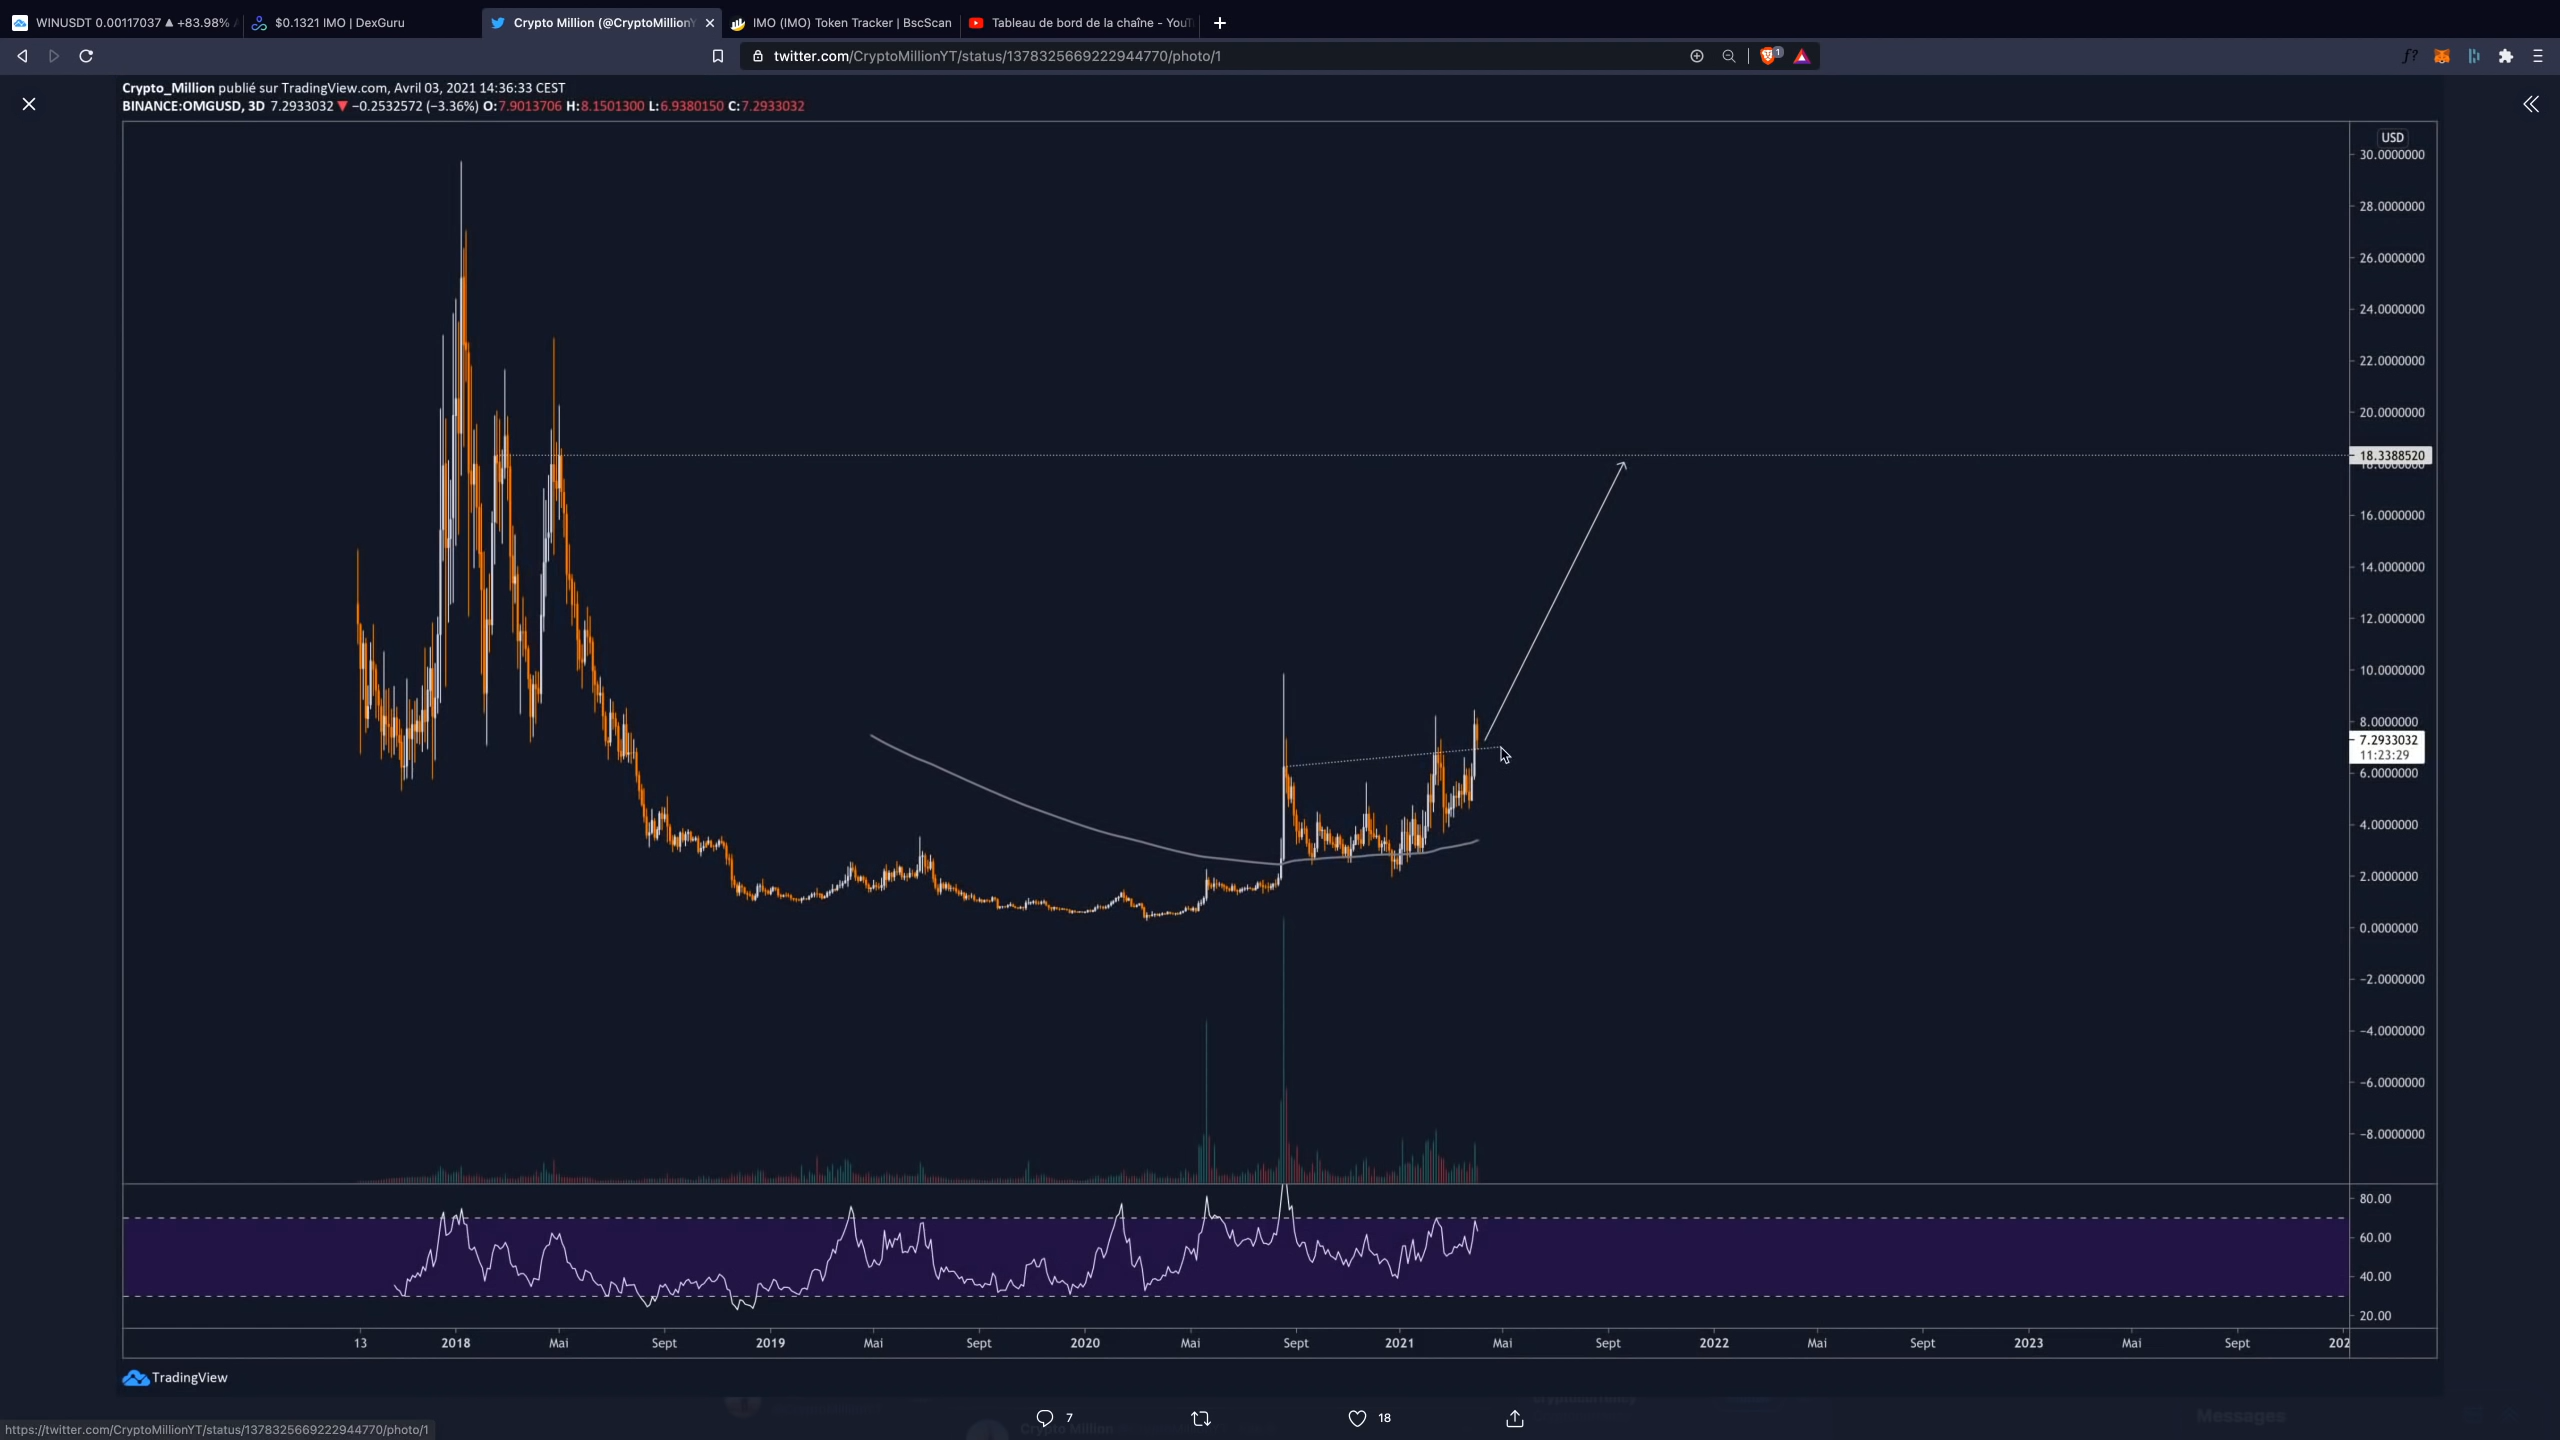 WINUSDT 0.00117037 ▲ +83.98%
$0.1321 IMO | DexGuru
Crypto Million (@CryptoMillionY
IMO (IMO) Token Tracker | BscScan
Tableau de bord de la chaîne - YouT
twitter.com/CryptoMillionYT/status/1378325669222944770/photo/1
1
f?
Crypto_Million publié sur TradingView.com, Avril 03, 2021 14:36:33 CEST
BINANCE:OMGUSD, 3D 7.2933032 ▼ −0.2532572 (−3.36%) O:7.9013706 H:8.1501300 L:6.9380150 C:7.2933032
USD
30.0000000
28.0000000
26.0000000
24.0000000
22.0000000
20.0000000
18.3388520
18.0000000
16.0000000
14.0000000
12.0000000
10.0000000
8.0000000
7.2933032
11:23:29
6.0000000
4.0000000
2.0000000
0.0000000
−2.0000000
−4.0000000
−6.0000000
−8.0000000
80.00
60.00
40.00
20.00
13 2018 Mai Sept 2019 Mai Sept 2020 Mai Sept 2021 Mai Sept 2022 Mai Sept 2023 Mai Sept 202
TradingView
7 18
Messages
Crypto Million
https://twitter.com/CryptoMillionYT/status/1378325669222944770/photo/1